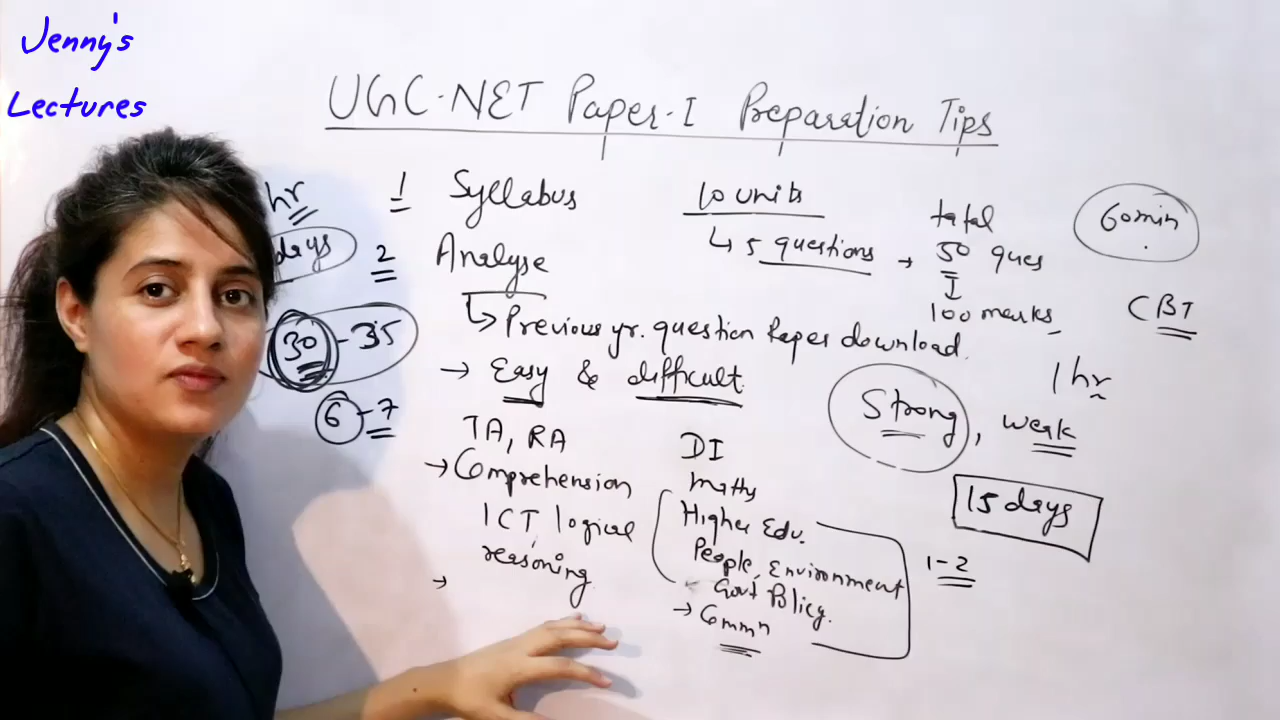 Jenny's
Lectures
UGC-NET Paper-I Preparation Tips
hr
days
30-35
6-7
1 Syllabus
2 Analyse
↳ Previous yr. question Paper download.
→ Easy & difficult
TA, RA
→ Comprehension
ICT, logical
reasoning
→
DI
maths
Higher Edu.
People, Environment
Govt Policy.
→ Commn
1-2
10 units
↳ 5 questions → total
50 ques
100 marks
60min
CBT
1 hr
Strong, weak
15 days